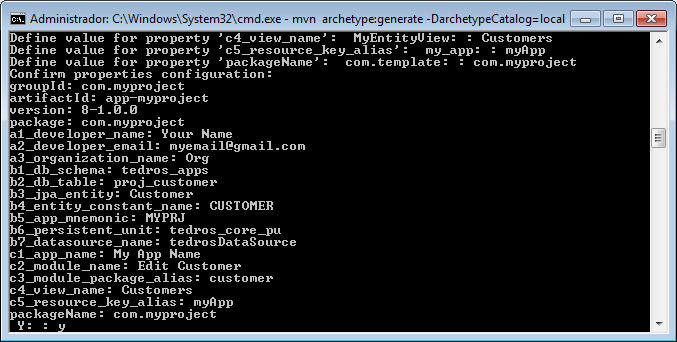 Administrador: C:\Windows\System32\cmd.exe - mvn  archetype:generate -DarchetypeCatalog=local
Define value for property 'c4_view_name':  MyEntityView: : Customers
Define value for property 'c5_resource_key_alias':  my_app: : myApp
Define value for property 'packageName':  com.template: : com.myproject
Confirm properties configuration:
groupId: com.myproject
artifactId: app-myproject
version: 8-1.0.0
package: com.myproject
a1_developer_name: Your Name
a2_developer_email: myemail@gmail.com
a3_organization_name: Org
b1_db_schema: tedros_apps
b2_db_table: proj_customer
b3_jpa_entity: Customer
b4_entity_constant_name: CUSTOMER
b5_app_mnemonic: MYPRJ
b6_persistent_unit: tedros_core_pu
b7_datasource_name: tedrosDataSource
c1_app_name: My App Name
c2_module_name: Edit Customer
c3_module_package_alias: customer
c4_view_name: Customers
c5_resource_key_alias: myApp
packageName: com.myproject
 Y: : y